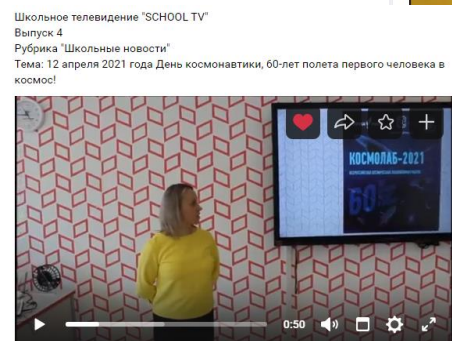 Школьное телевидение "SCHOOL TV"
Выпуск 4
Рубрика "Школьные новости"
Тема: 12 апреля 2021 года День космонавтики, 60-лет полета первого человека в
космос!
КОСМОЛАБ-2021
60
0:50